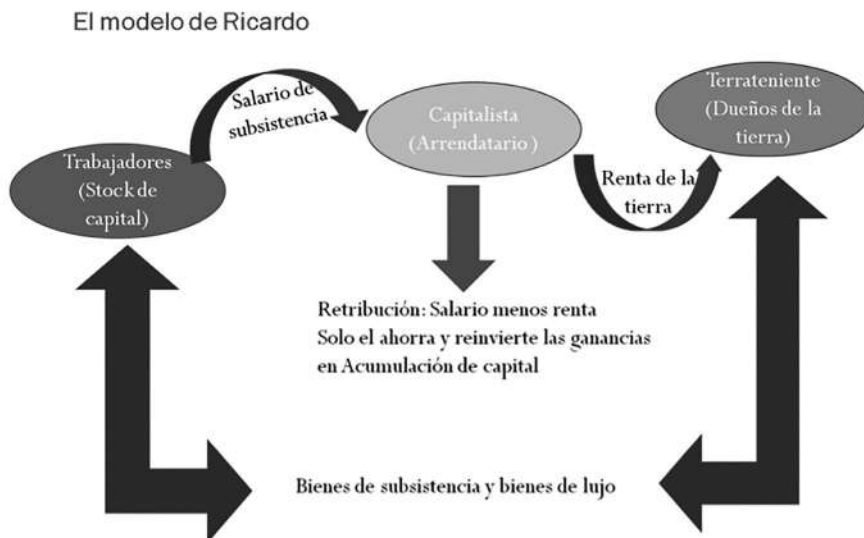 El modelo de Ricardo
Salario de
subsistencia
Trabajadores
(Stock de
capital)
Capitalista
(Arrendatario )
Terrateniente
(Dueños de la
tierra)
Renta de la
tierra
Retribución: Salario menos renta
Solo el ahorra y reinvierte las ganancias
en Acumulación de capital
Bienes de subsistencia y bienes de lujo